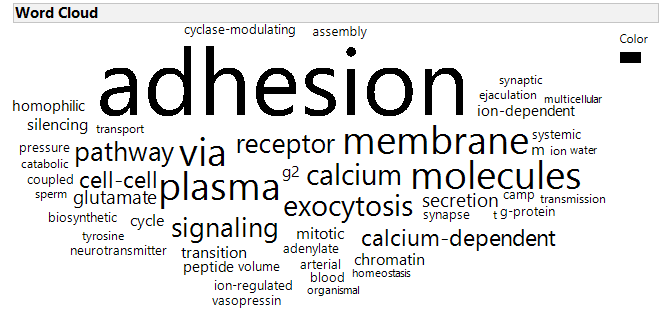 Word Cloud
cyclase-modulating assembly
Color
adhesion
synaptic
ejaculation multicellular
homophilic ion-dependent
silencing transport
pressure pathway via receptor membrane systemic
m ion water
catabolic
coupled cell-cell plasma g2 calcium molecules
sperm glutamate exocytosis secretion camp transmission
biosynthetic cycle synapse t g-protein
tyrosine signaling mitotic calcium-dependent
neurotransmitter transition adenylate
peptide volume arterial chromatin
blood homeostasis
ion-regulated organismal
vasopressin